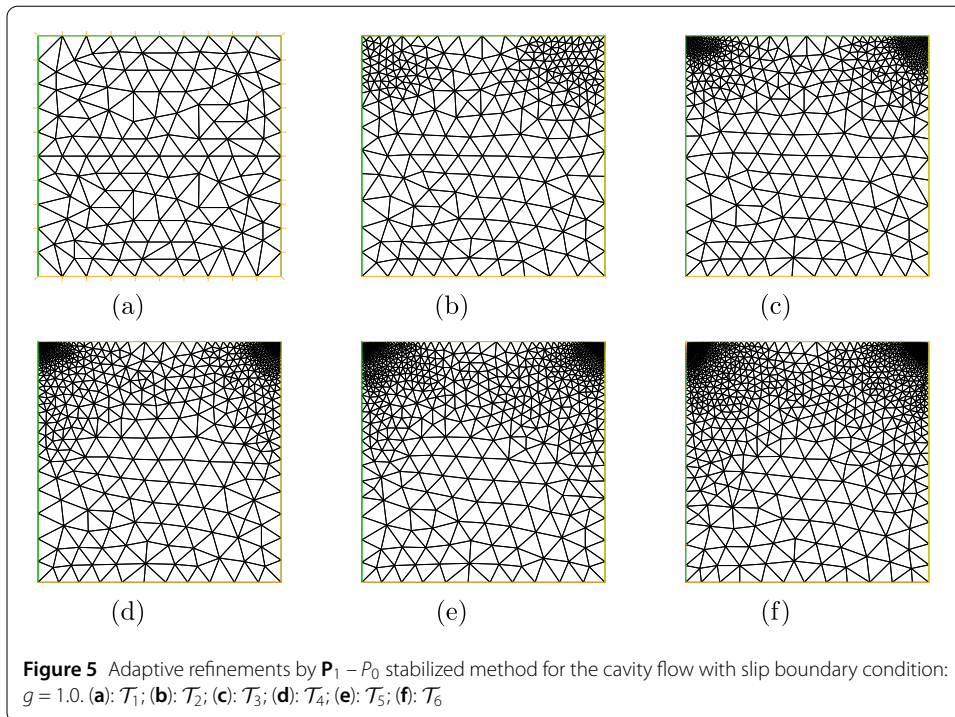 (a) (b) (c)
(d) (e) (f)
Figure 5 Adaptive refinements by P₁ – P₀ stabilized method for the cavity flow with slip boundary condition:
g = 1.0. (a): 𝒯₁; (b): 𝒯₂; (c): 𝒯₃; (d): 𝒯₄; (e): 𝒯₅; (f): 𝒯₆